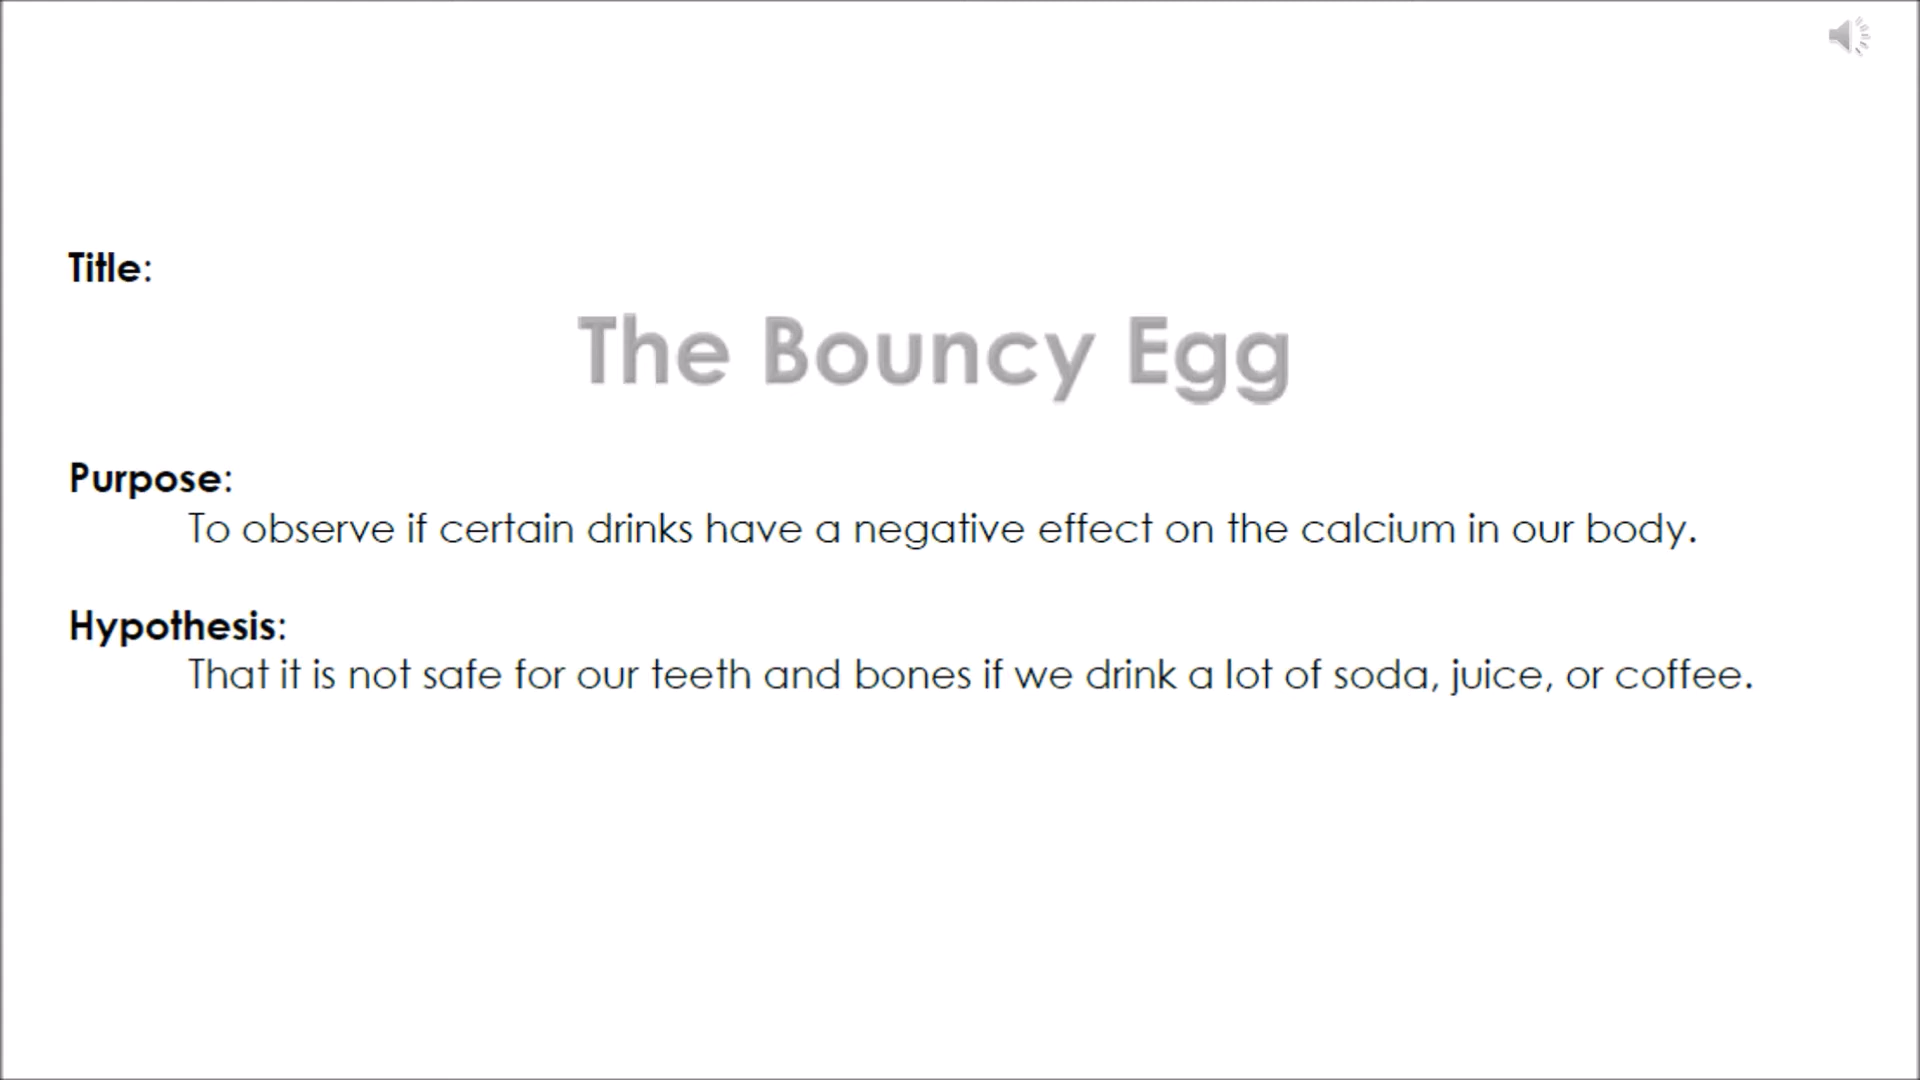 Title:
The Bouncy Egg
Purpose:
To observe if certain drinks have a negative effect on the calcium in our body.
Hypothesis:
That it is not safe for our teeth and bones if we drink a lot of soda, juice, or coffee.